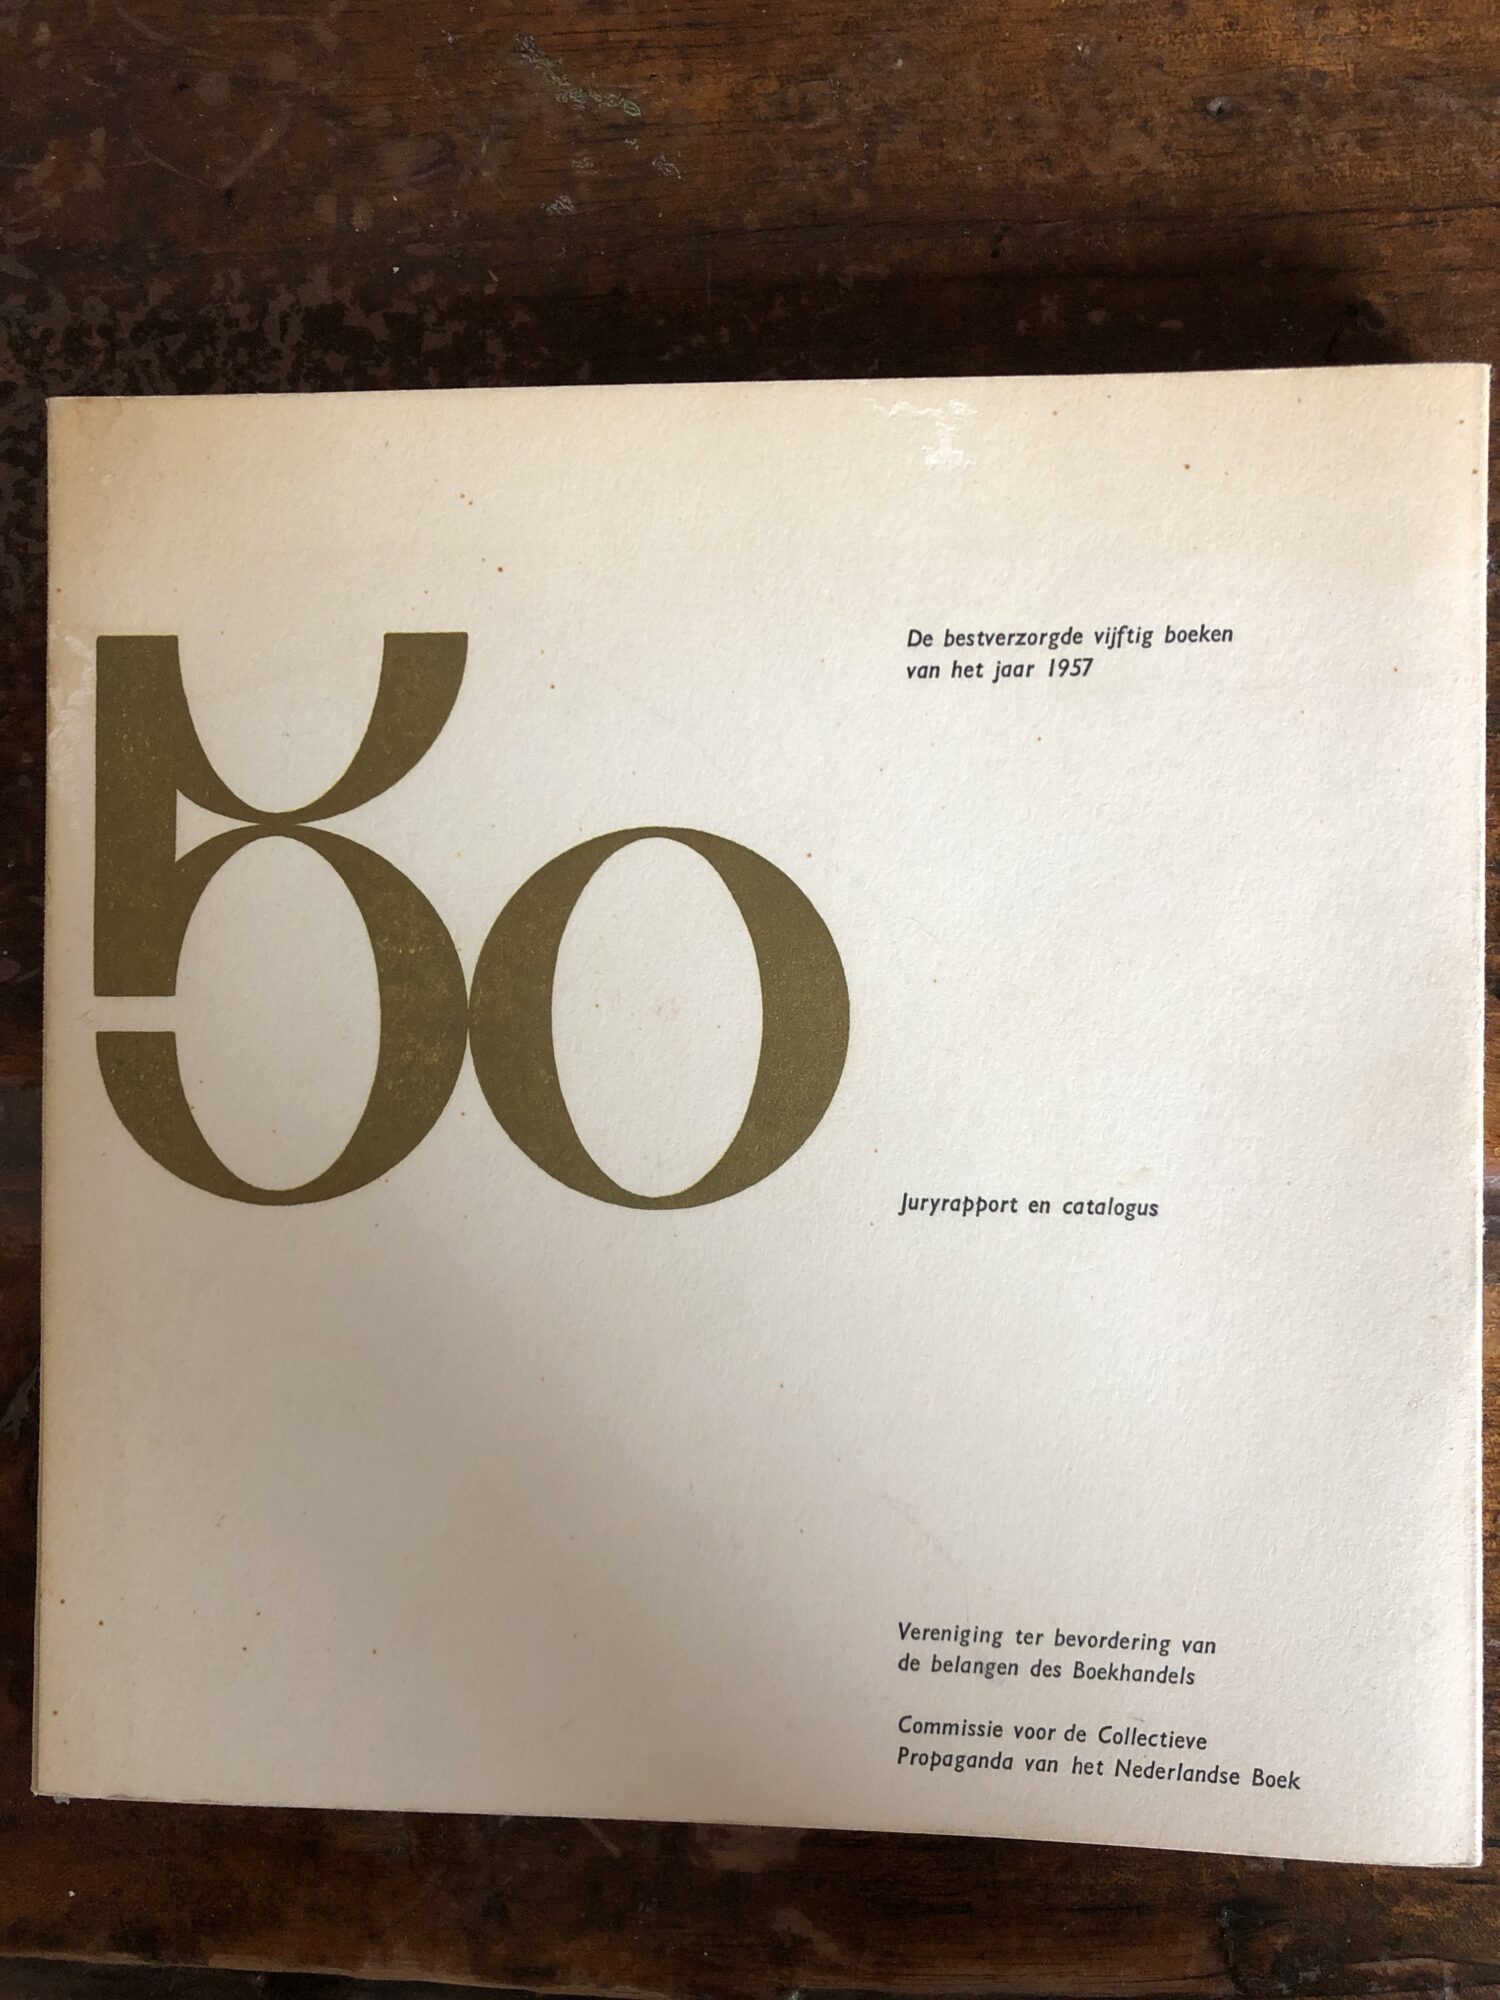 50
De bestverzorgde vijftig boeken
van het jaar 1957
Juryrapport en catalogus
Vereniging ter bevordering van
de belangen des Boekhandels
Commissie voor de Collectieve
Propaganda van het Nederlandse Boek